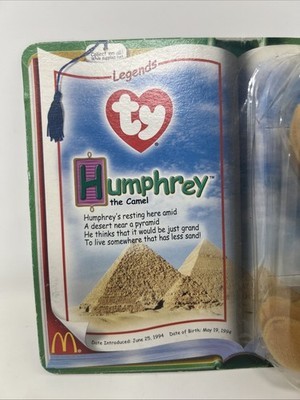 Legends
ty
Humphrey™
the Camel
Humphrey's resting here amid
A desert near a pyramid
He thinks that it would be just grand
To live somewhere that has less sand!
Date Introduced: June 25, 1994 Date of Birth: May 19, 1994